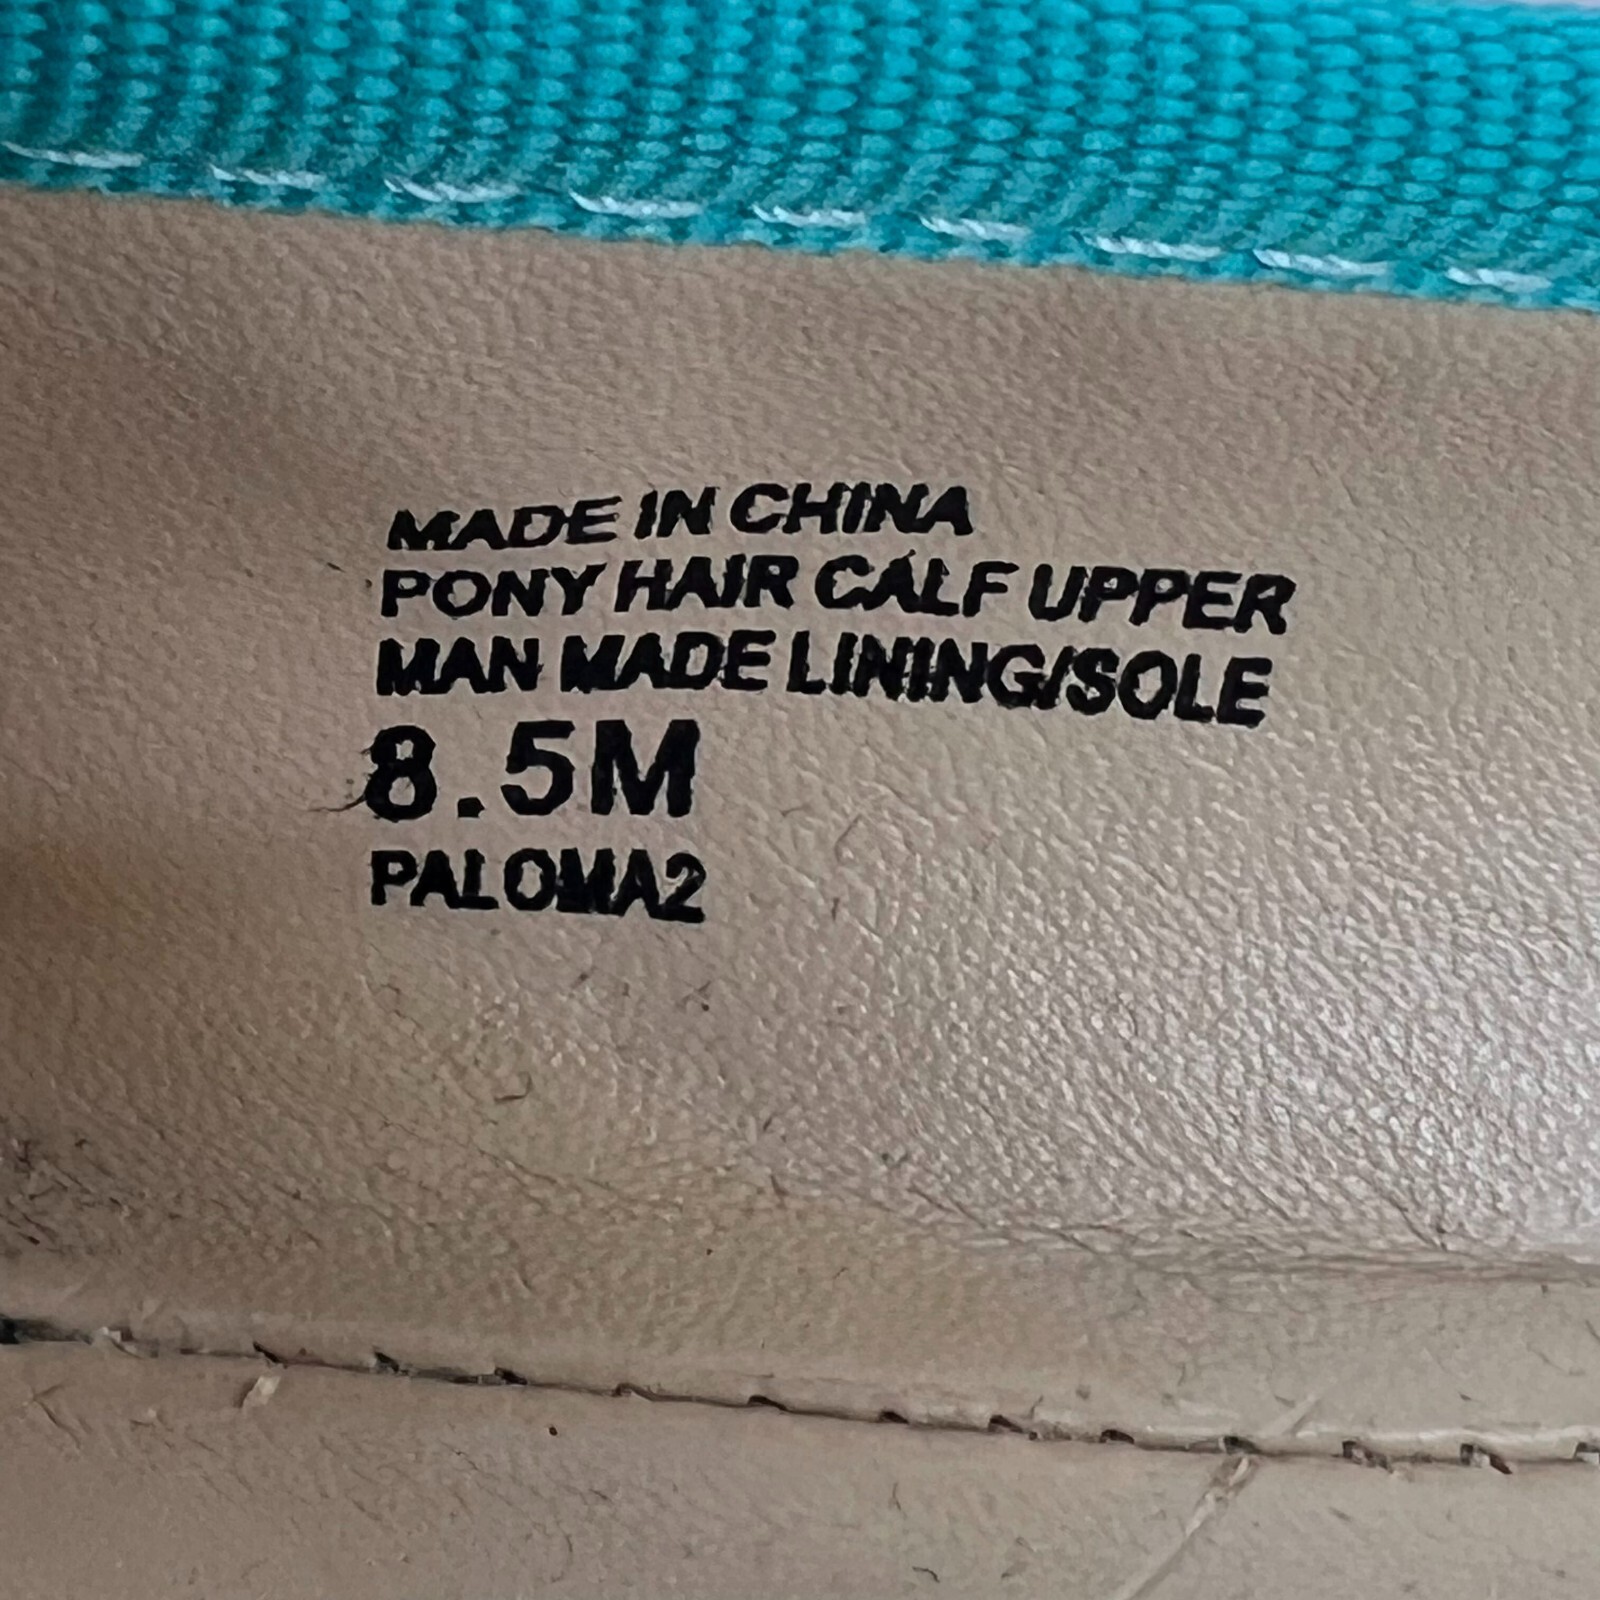 MADE IN CHINA
PONY HAIR CALF UPPER
MAN MADE LINING/SOLE
8.5M
PALOMA2